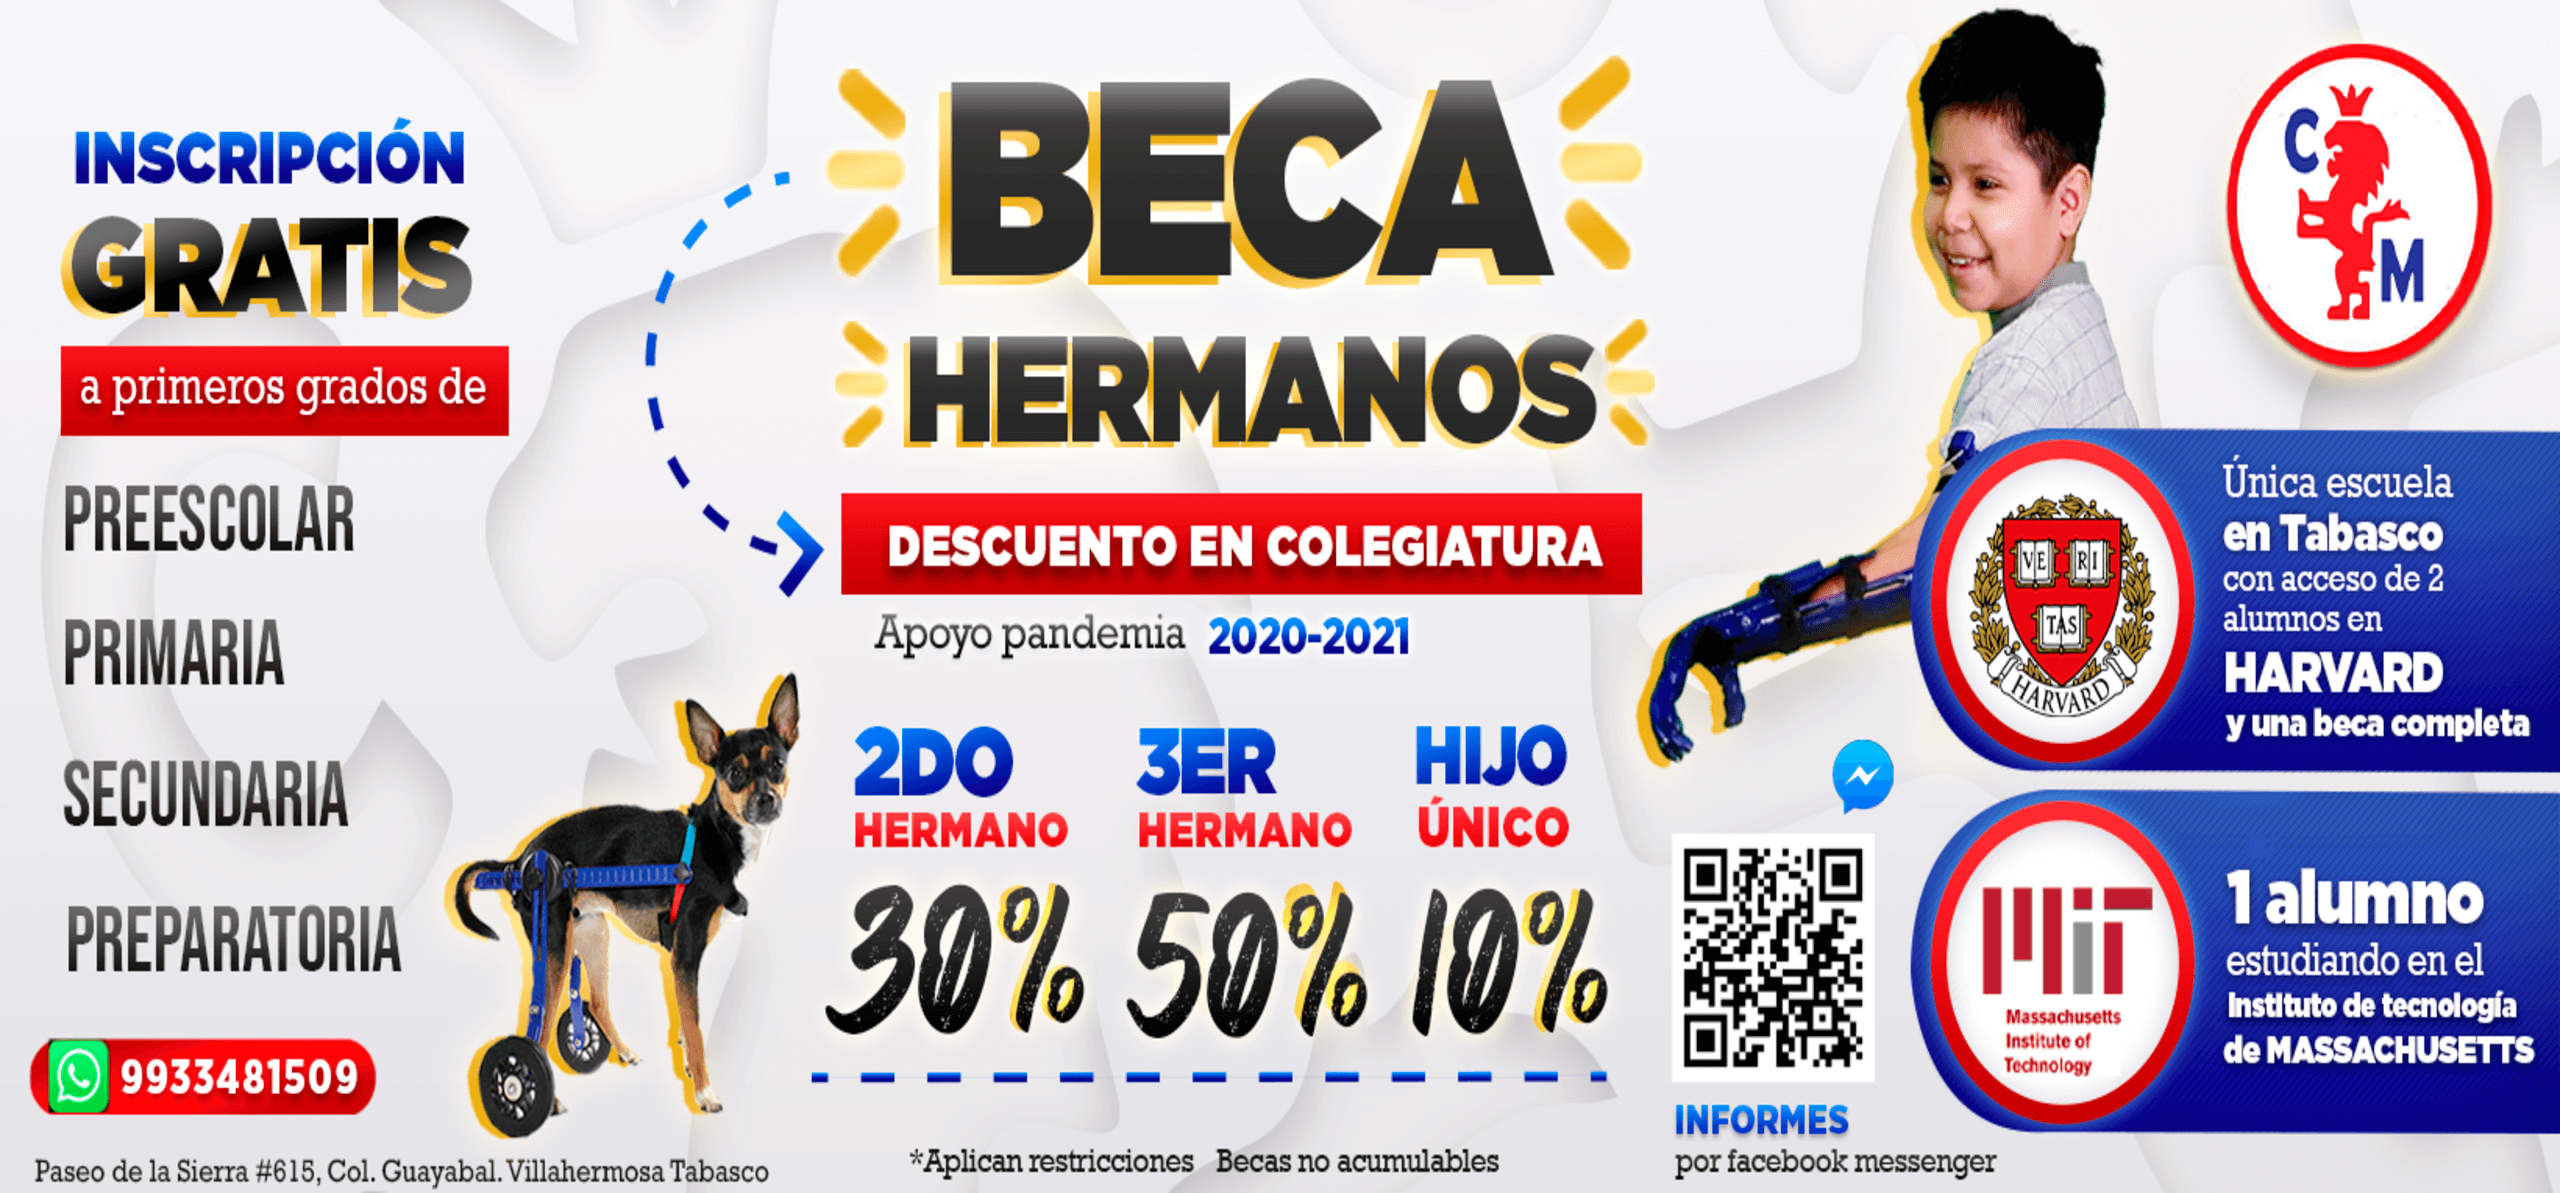 INSCRIPCIÓN
GRATIS
a primeros grados de
PREESCOLAR
PRIMARIA
SECUNDARIA
PREPARATORIA
9933481509
Paseo de la Sierra #615, Col. Guayabal. Villahermosa Tabasco
BECA
HERMANOS
DESCUENTO EN COLEGIATURA
Apoyo pandemia 2020-2021
2DO
HERMANO
30%
3ER
HERMANO
50%
HIJO
ÚNICO
10%
*Aplican restricciones Becas no acumulables
INFORMES
por facebook messenger
C
M
VE RI
TAS
HARVARD
Única escuela
en Tabasco
con acceso de 2
alumnos en
HARVARD
y una beca completa
MIT
Massachusetts
Institute of
Technology
1 alumno
estudiando en el
Instituto de tecnología
de MASSACHUSETTS